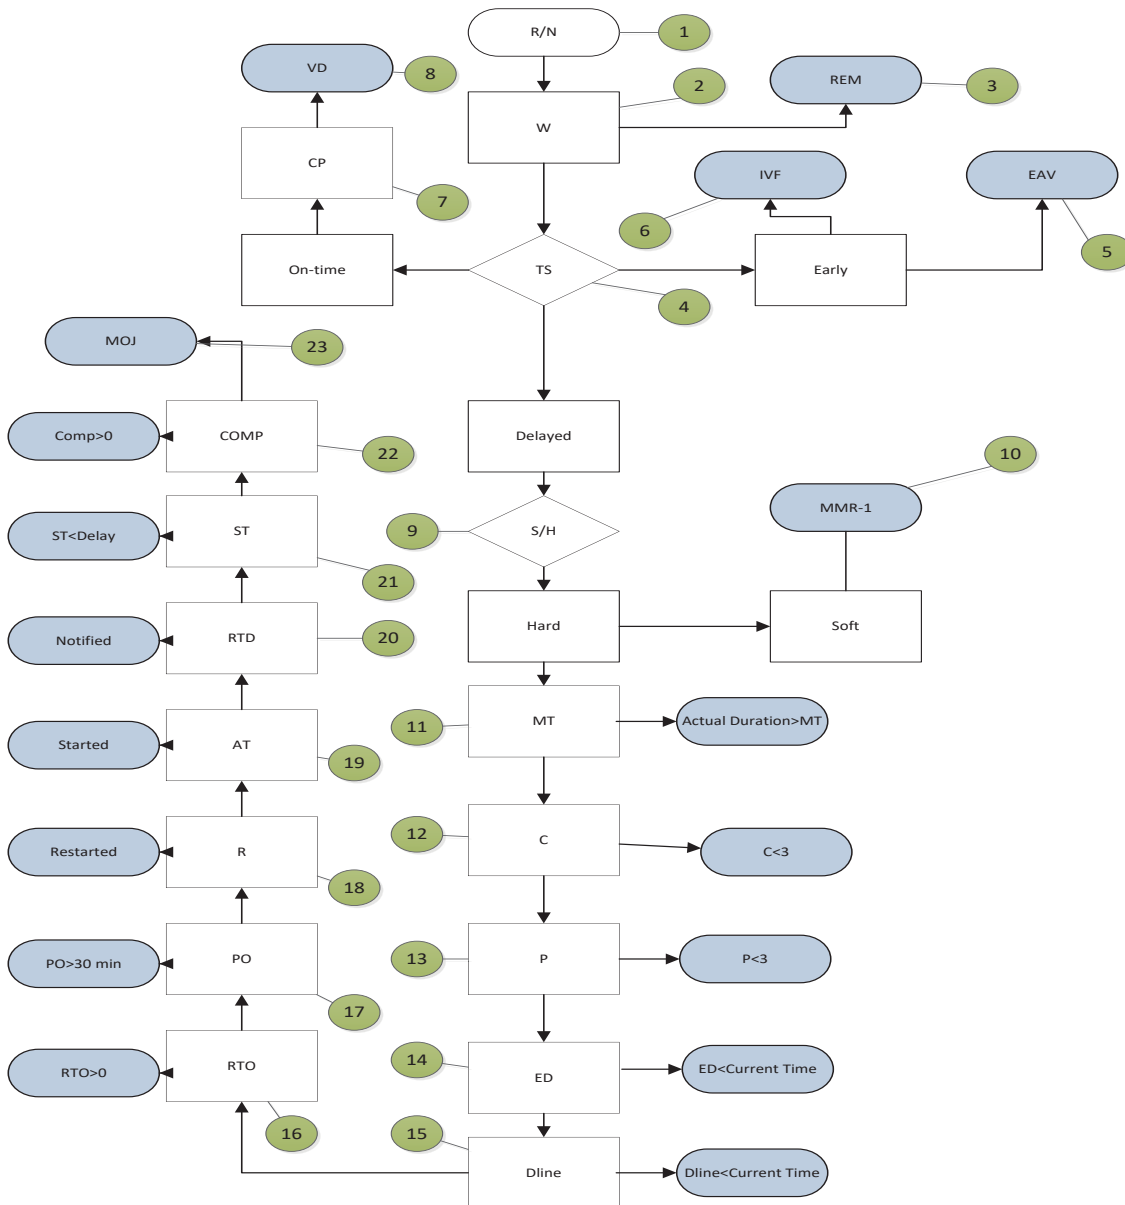 R/N
1
VD
8
2
REM
3
W
CP
7
IVF
EAV
6
5
On-time
TS
Early
4
MOJ
23
Comp>0
COMP
22
Delayed
10
MMR-1
ST<Delay
ST
21
9
S/H
Notified
RTD
20
Hard
Soft
Started
AT
19
11
MT
Actual Duration>MT
Restarted
R
18
12
C
C<3
PO>30 min
PO
17
13
P
P<3
RTO>0
RTO
16
14
ED
ED<Current Time
15
Dline
Dline<Current Time